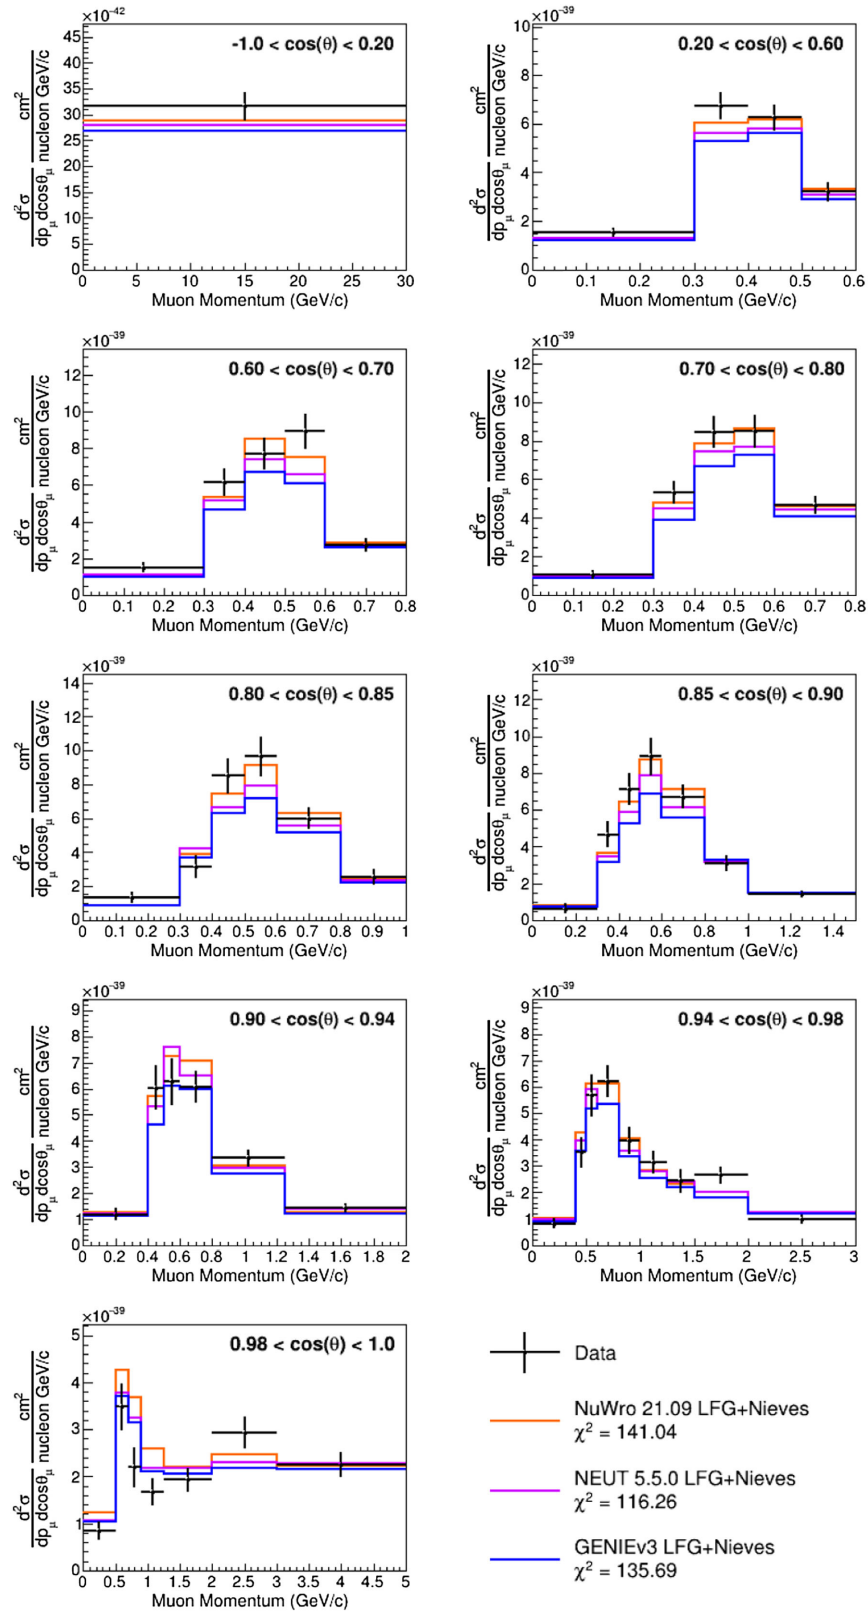 ×10⁻⁴²
-1.0 < cos(θ) < 0.20
d²σ / dpμ dcosθμ cm² / nucleon GeV/c
45
40
35
30
25
20
15
10
5
0
0 5 10 15 20 25 30
Muon Momentum (GeV/c)
×10⁻³⁹
0.20 < cos(θ) < 0.60
d²σ / dpμ dcosθμ cm² / nucleon GeV/c
10
8
6
4
2
0
0 0.1 0.2 0.3 0.4 0.5 0.6
Muon Momentum (GeV/c)
×10⁻³⁹
0.60 < cos(θ) < 0.70
d²σ / dpμ dcosθμ cm² / nucleon GeV/c
12
10
8
6
4
2
0
0 0.1 0.2 0.3 0.4 0.5 0.6 0.7 0.8
Muon Momentum (GeV/c)
×10⁻³⁹
0.70 < cos(θ) < 0.80
d²σ / dpμ dcosθμ cm² / nucleon GeV/c
12
10
8
6
4
2
0
0 0.1 0.2 0.3 0.4 0.5 0.6 0.7 0.8
Muon Momentum (GeV/c)
×10⁻³⁹
0.80 < cos(θ) < 0.85
d²σ / dpμ dcosθμ cm² / nucleon GeV/c
14
12
10
8
6
4
2
0
0 0.1 0.2 0.3 0.4 0.5 0.6 0.7 0.8 0.9 1
Muon Momentum (GeV/c)
×10⁻³⁹
0.85 < cos(θ) < 0.90
d²σ / dpμ dcosθμ cm² / nucleon GeV/c
12
10
8
6
4
2
0
0 0.2 0.4 0.6 0.8 1 1.2 1.4
Muon Momentum (GeV/c)
×10⁻³⁹
0.90 < cos(θ) < 0.94
d²σ / dpμ dcosθμ cm² / nucleon GeV/c
9
8
7
6
5
4
3
2
1
0
0 0.2 0.4 0.6 0.8 1 1.2 1.4 1.6 1.8 2
Muon Momentum (GeV/c)
×10⁻³⁹
0.94 < cos(θ) < 0.98
d²σ / dpμ dcosθμ cm² / nucleon GeV/c
9
8
7
6
5
4
3
2
1
0
0 0.5 1 1.5 2 2.5 3
Muon Momentum (GeV/c)
×10⁻³⁹
0.98 < cos(θ) < 1.0
d²σ / dpμ dcosθμ cm² / nucleon GeV/c
5
4
3
2
1
0
0 0.5 1 1.5 2 2.5 3 3.5 4 4.5 5
Muon Momentum (GeV/c)
Data
NuWro 21.09 LFG+Nieves
χ² = 141.04
NEUT 5.5.0 LFG+Nieves
χ² = 116.26
GENIEv3 LFG+Nieves
χ² = 135.69